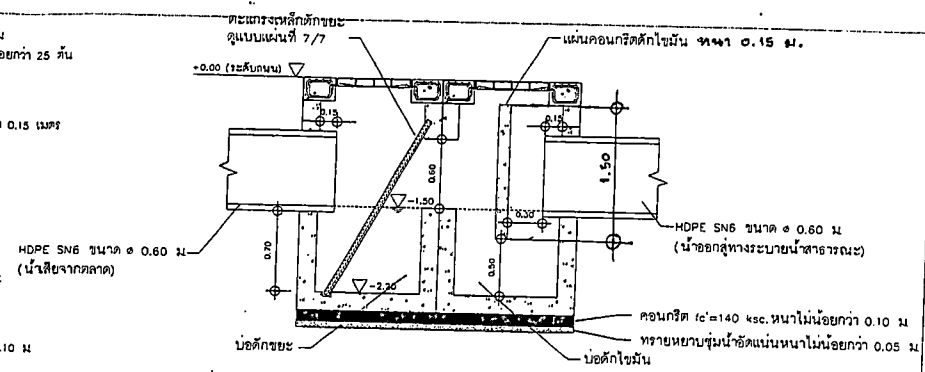 ตะแกรงเหล็กดักขยะ
ดูแบบแผ่นที่ 7/7
แผ่นคอนกรีตดักไขมัน หนา 0.15 ม.
ม
อยกว่า 25 ตัน
+0.00 (ระดับถนน)
0.15 เมตร
0.15
0.15
0.60
1.50
-1.50
0.30
HDPE SN6 ขนาด ø 0.60 ม
(น้ำเสียจากตลาด)
HDPE SN6 ขนาด ø 0.60 ม
(น้ำออกสู่ทางระบายน้ำสาธารณะ)
0.70
0.50
-2.20
คอนกรีต fc'=140 ksc. หนาไม่น้อยกว่า 0.10 ม
ทรายหยาบชุ่มน้ำอัดแน่นหนาไม่น้อยกว่า 0.05 ม
.10 ม
บ่อดักขยะ
บ่อดักไขมัน